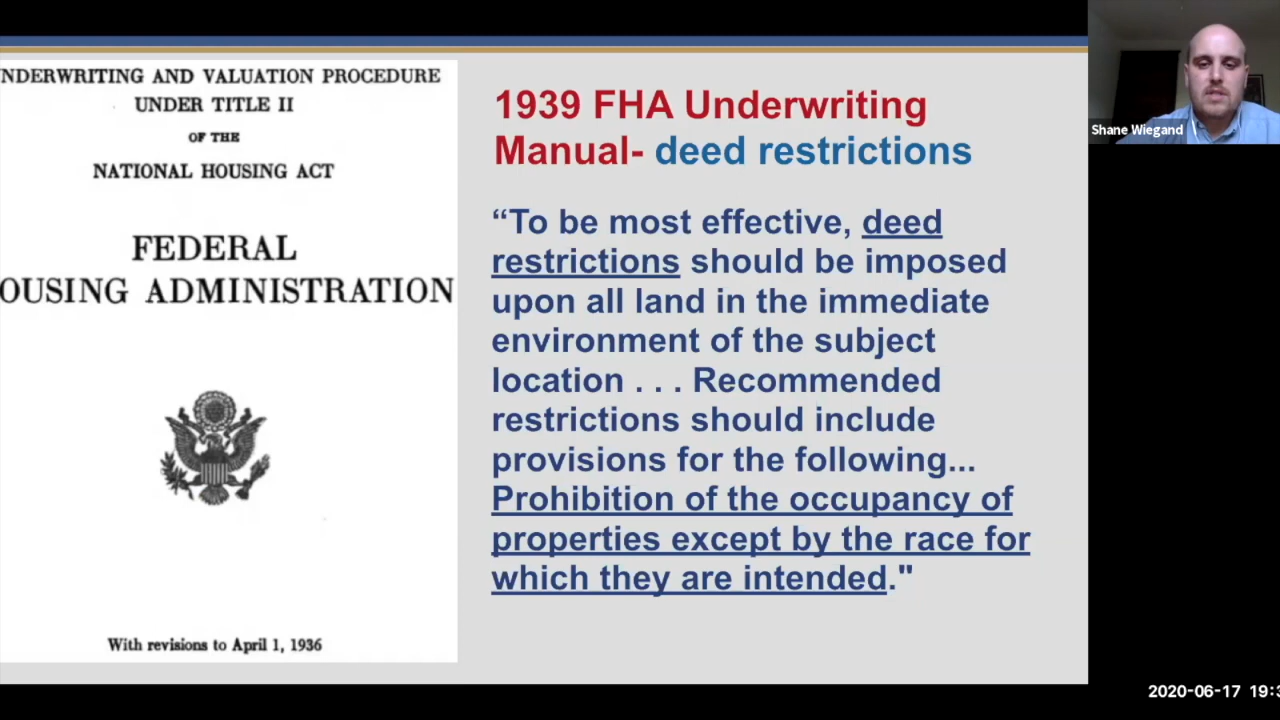 NDERWRITING AND VALUATION PROCEDURE
UNDER TITLE II
OF THE
NATIONAL HOUSING ACT
FEDERAL
OUSING ADMINISTRATION
With revisions to April 1, 1936
1939 FHA Underwriting
Manual- deed restrictions
“To be most effective, deed
restrictions should be imposed
upon all land in the immediate
environment of the subject
location . . . Recommended
restrictions should include
provisions for the following...
Prohibition of the occupancy of
properties except by the race for
which they are intended."
Shane Wiegand
2020-06-17 19:3